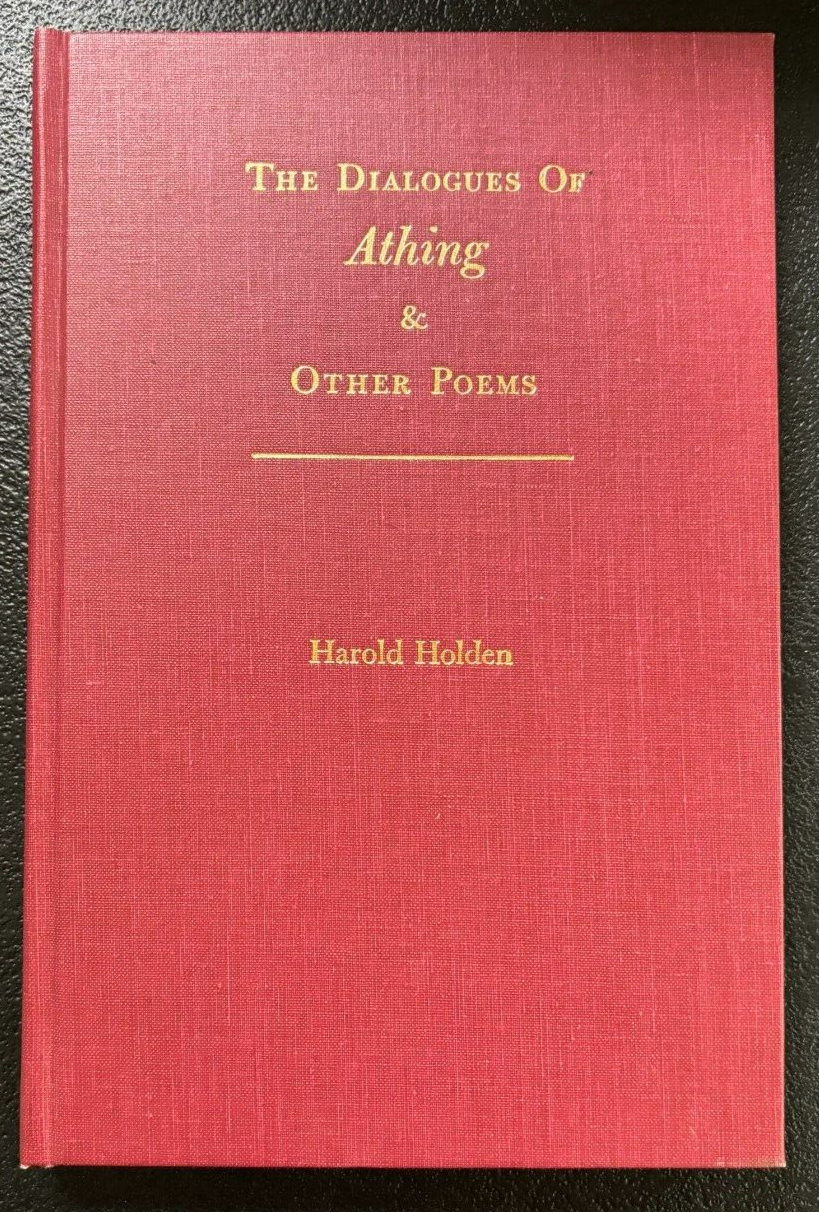 The Dialogues Of
Athing
&
Other Poems
Harold Holden